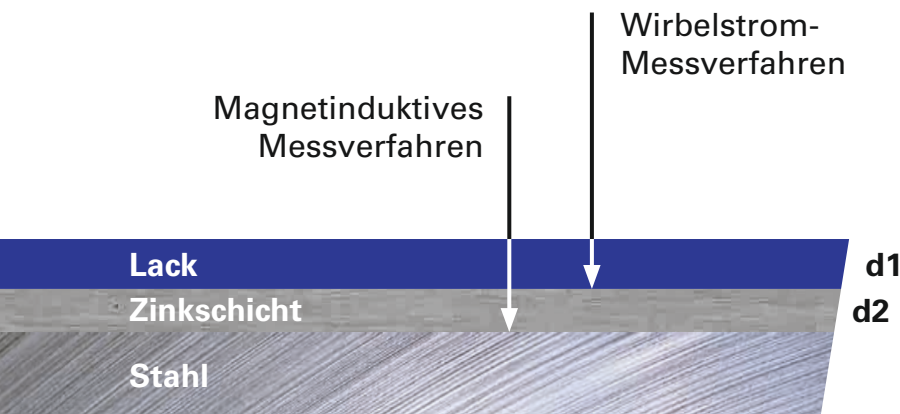 Wirbelstrom-
Messverfahren
Magnetinduktives
Messverfahren
Lack
d1
Zinkschicht
d2
Stahl